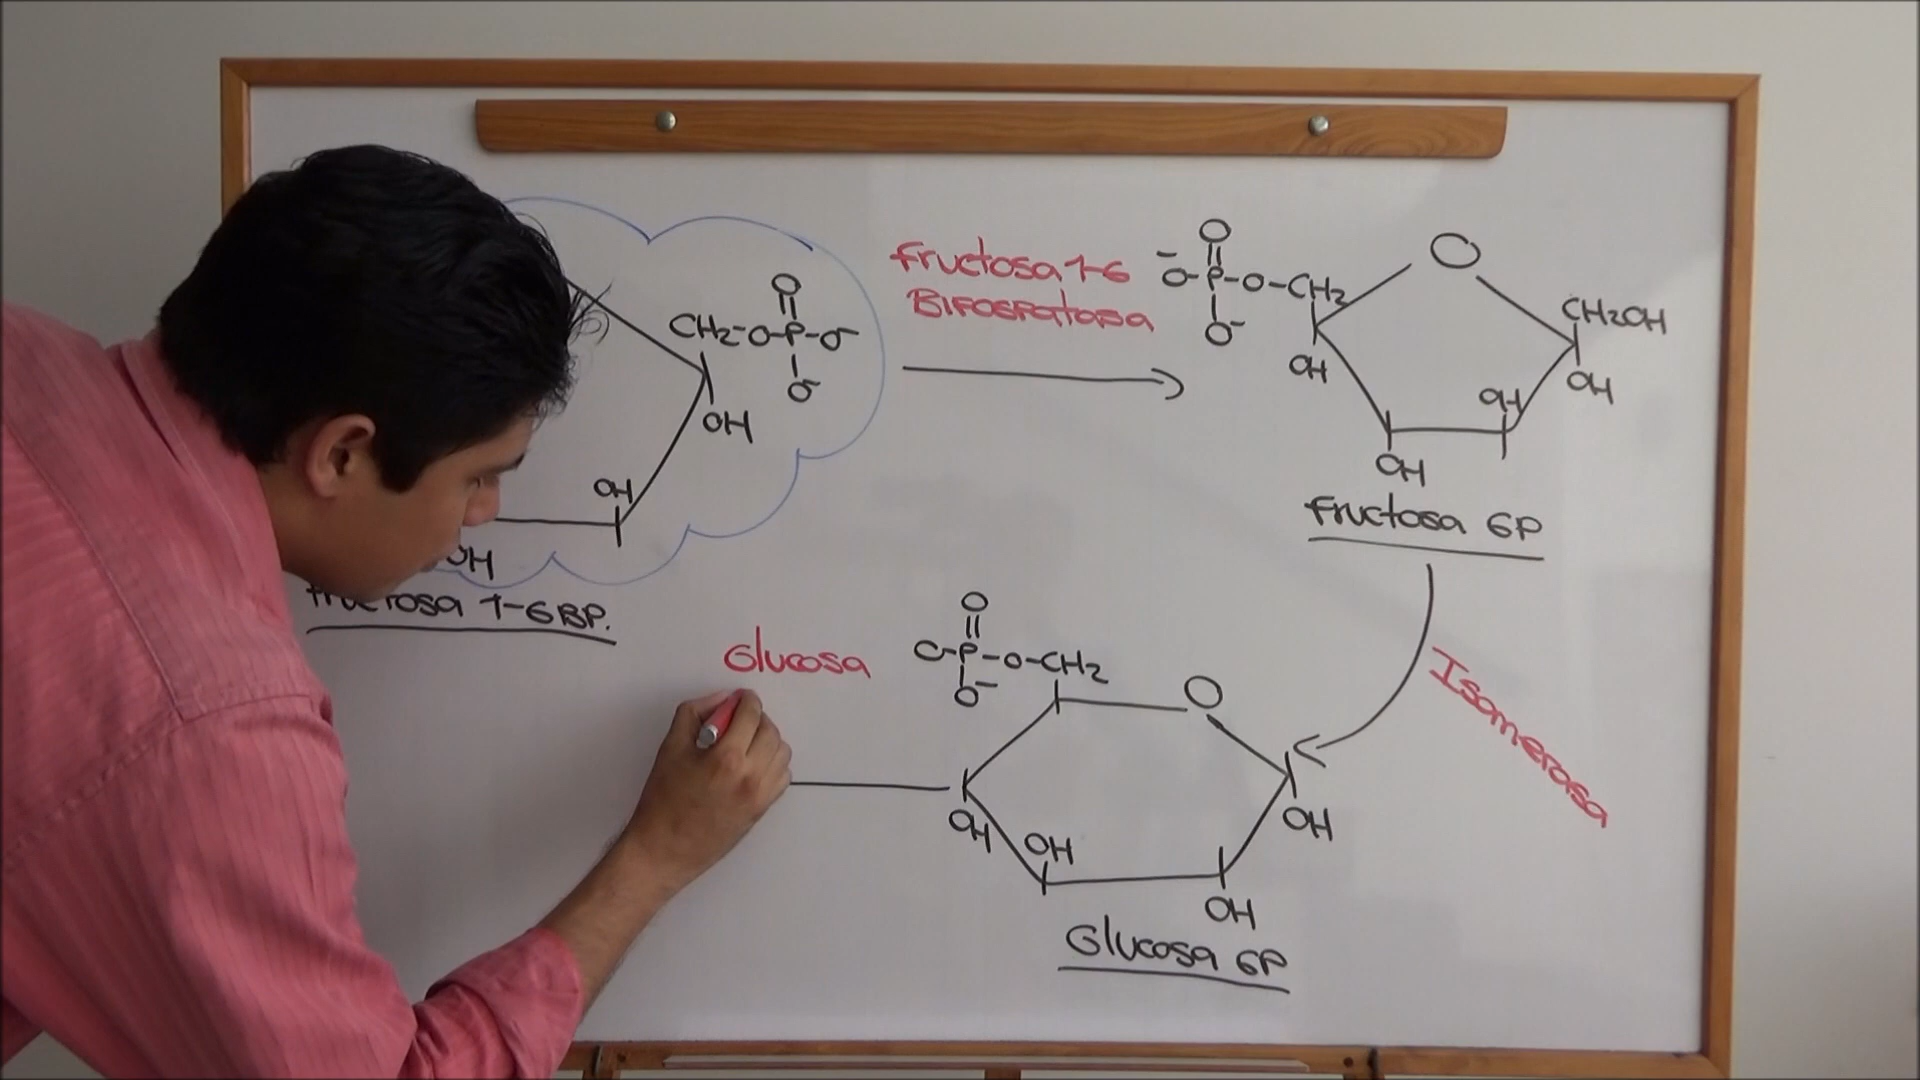 Fructosa 1-6
Bifosfatasa
O
||
⁻O-P-O-CH2
O⁻
O
CH2OH
OH
OH
OH
OH
Fructosa 6P
O
||
CH2-O-P-O⁻
O⁻
OH
OH
OH
Fructosa 1-6BP.
Isomerasa
Glucosa
O
||
O-P-O-CH2
O⁻
O
OH
OH
OH
OH
Glucosa 6P